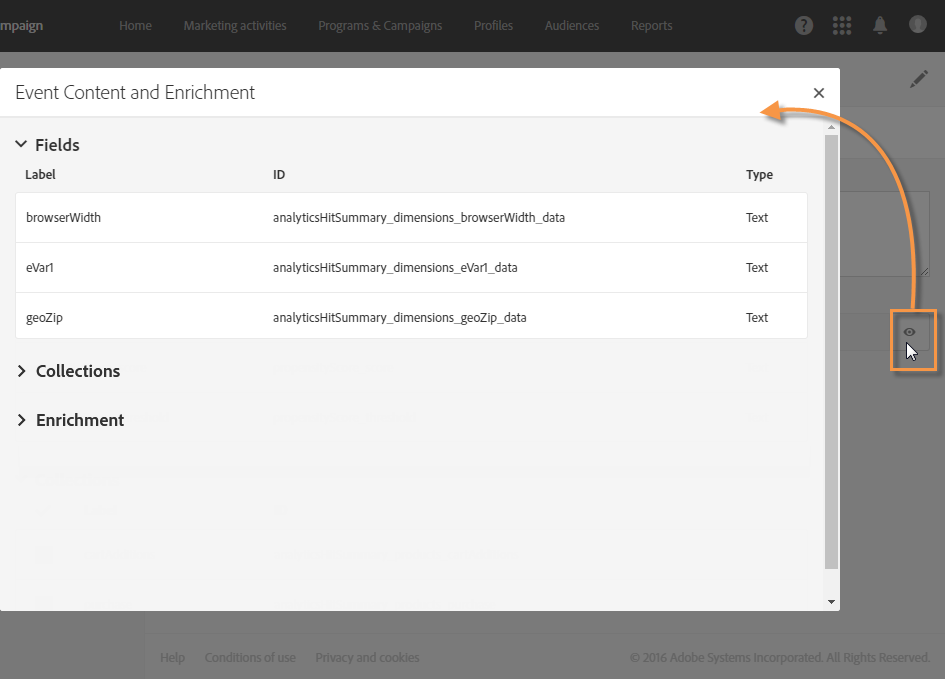 mpaign Home Marketing activities Programs & Campaigns Profiles Audiences Reports ?
Event Content and Enrichment
Fields
Label ID Type
browserWidth analyticsHitSummary_dimensions_browserWidth_data Text
eVar1 analyticsHitSummary_dimensions_eVar1_data Text
geoZip analyticsHitSummary_dimensions_geoZip_data Text
Collections
Enrichment
Help Conditions of use Privacy and cookies © 2016 Adobe Systems Incorporated. All Rights Reserved.